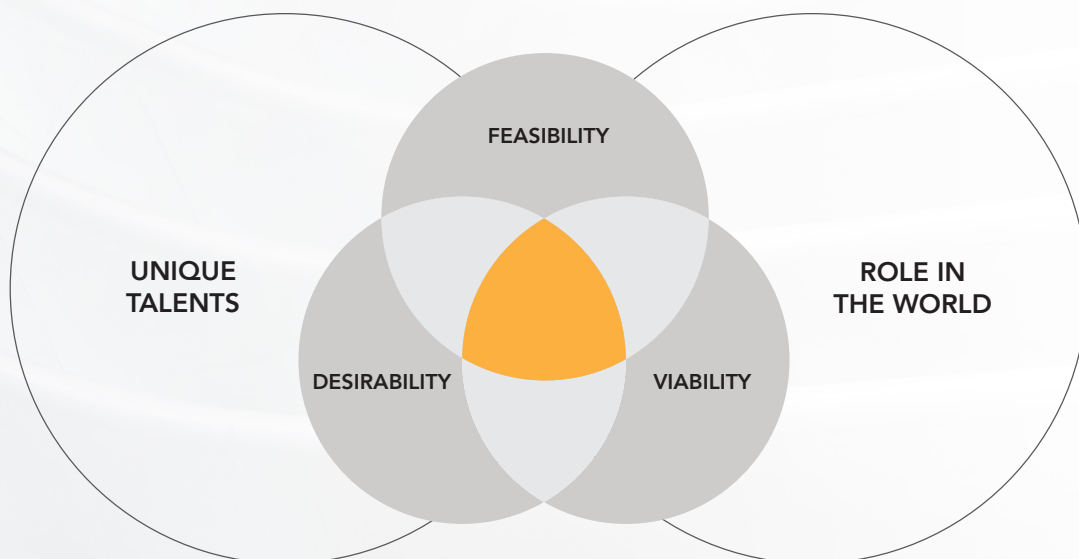 FEASIBILITY
UNIQUE
TALENTS
ROLE IN
THE WORLD
DESIRABILITY
VIABILITY